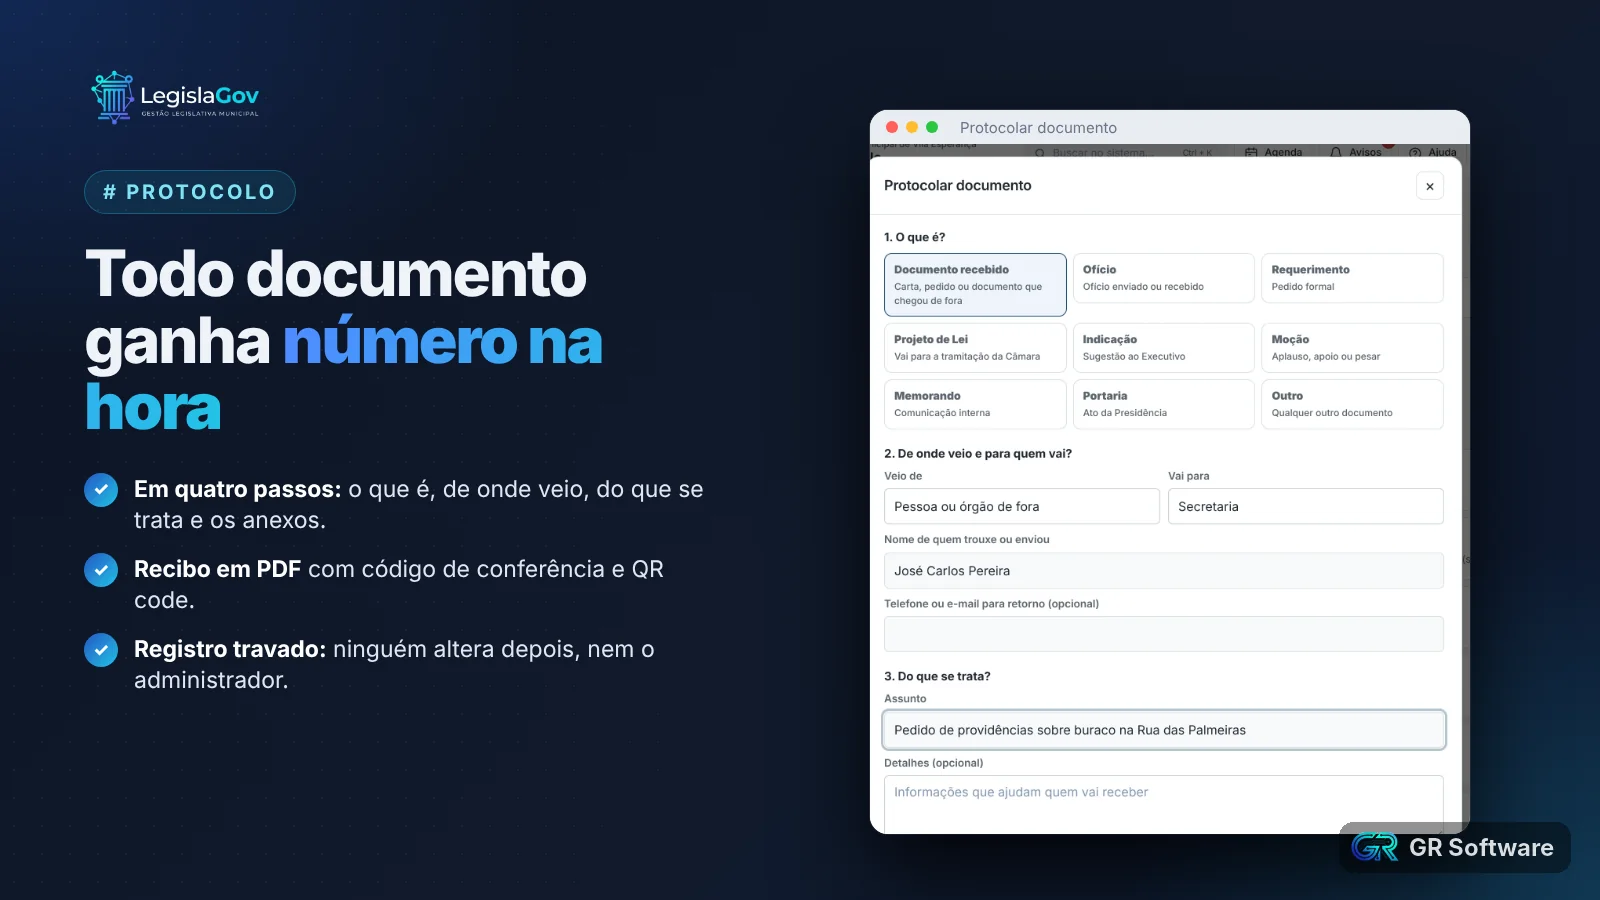 LegislaGov
GESTÃO LEGISLATIVA MUNICIPAL
# PROTOCOLO
Todo documento
ganha número na
hora
Em quatro passos: o que é, de onde veio, do que se
trata e os anexos.
Recibo em PDF com código de conferência e QR
code.
Registro travado: ninguém altera depois, nem o
administrador.
Protocolar documento
Buscar no sistema... Ctrl + K Agenda Avisos Ajuda
Protocolar documento
1. O que é?
Documento recebido
Carta, pedido ou documento que
chegou de fora
Ofício
Ofício enviado ou recebido
Requerimento
Pedido formal
Projeto de Lei
Vai para a tramitação da Câmara
Indicação
Sugestão ao Executivo
Moção
Aplauso, apoio ou pesar
Memorando
Comunicação interna
Portaria
Ato da Presidência
Outro
Qualquer outro documento
2. De onde veio e para quem vai?
Veio de
Vai para
Pessoa ou órgão de fora
Secretaria
Nome de quem trouxe ou enviou
José Carlos Pereira
Telefone ou e-mail para retorno (opcional)
3. Do que se trata?
Assunto
Pedido de providências sobre buraco na Rua das Palmeiras
Detalhes (opcional)
Informações que ajudam quem vai receber
GR Software